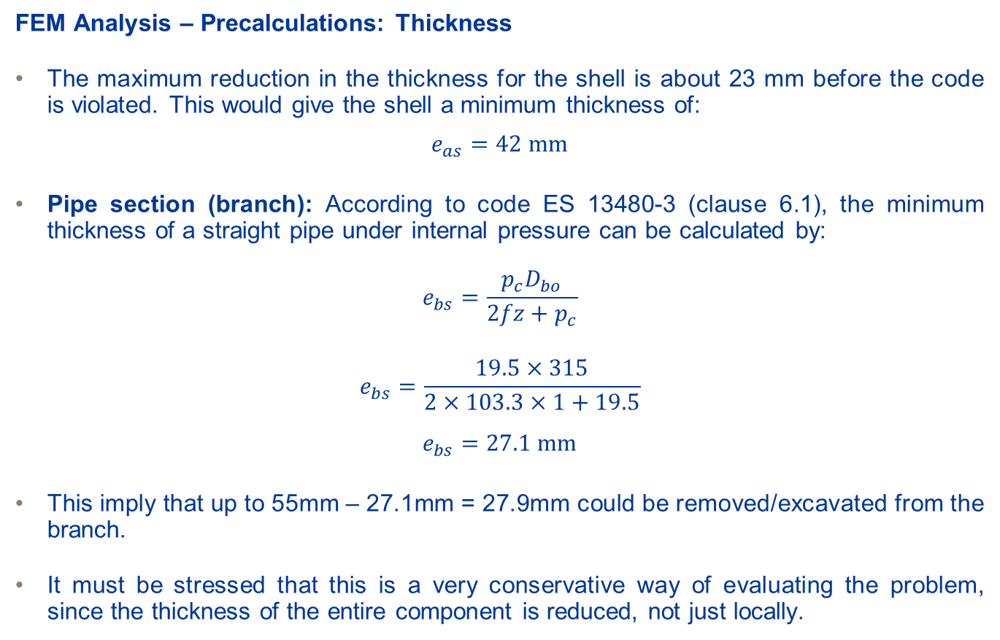 FEM Analysis – Precalculations: Thickness
• The maximum reduction in the thickness for the shell is about 23 mm before the code
is violated. This would give the shell a minimum thickness of:
e_{as} = 42 mm
• Pipe section (branch): According to code ES 13480-3 (clause 6.1), the minimum
thickness of a straight pipe under internal pressure can be calculated by:
e_{bs} = \frac{p_c D_{bo}}{2fz + p_c}
e_{bs} = \frac{19.5 × 315}{2 × 103.3 × 1 + 19.5}
e_{bs} = 27.1 mm
• This imply that up to 55mm – 27.1mm = 27.9mm could be removed/excavated from the
branch.
• It must be stressed that this is a very conservative way of evaluating the problem,
since the thickness of the entire component is reduced, not just locally.